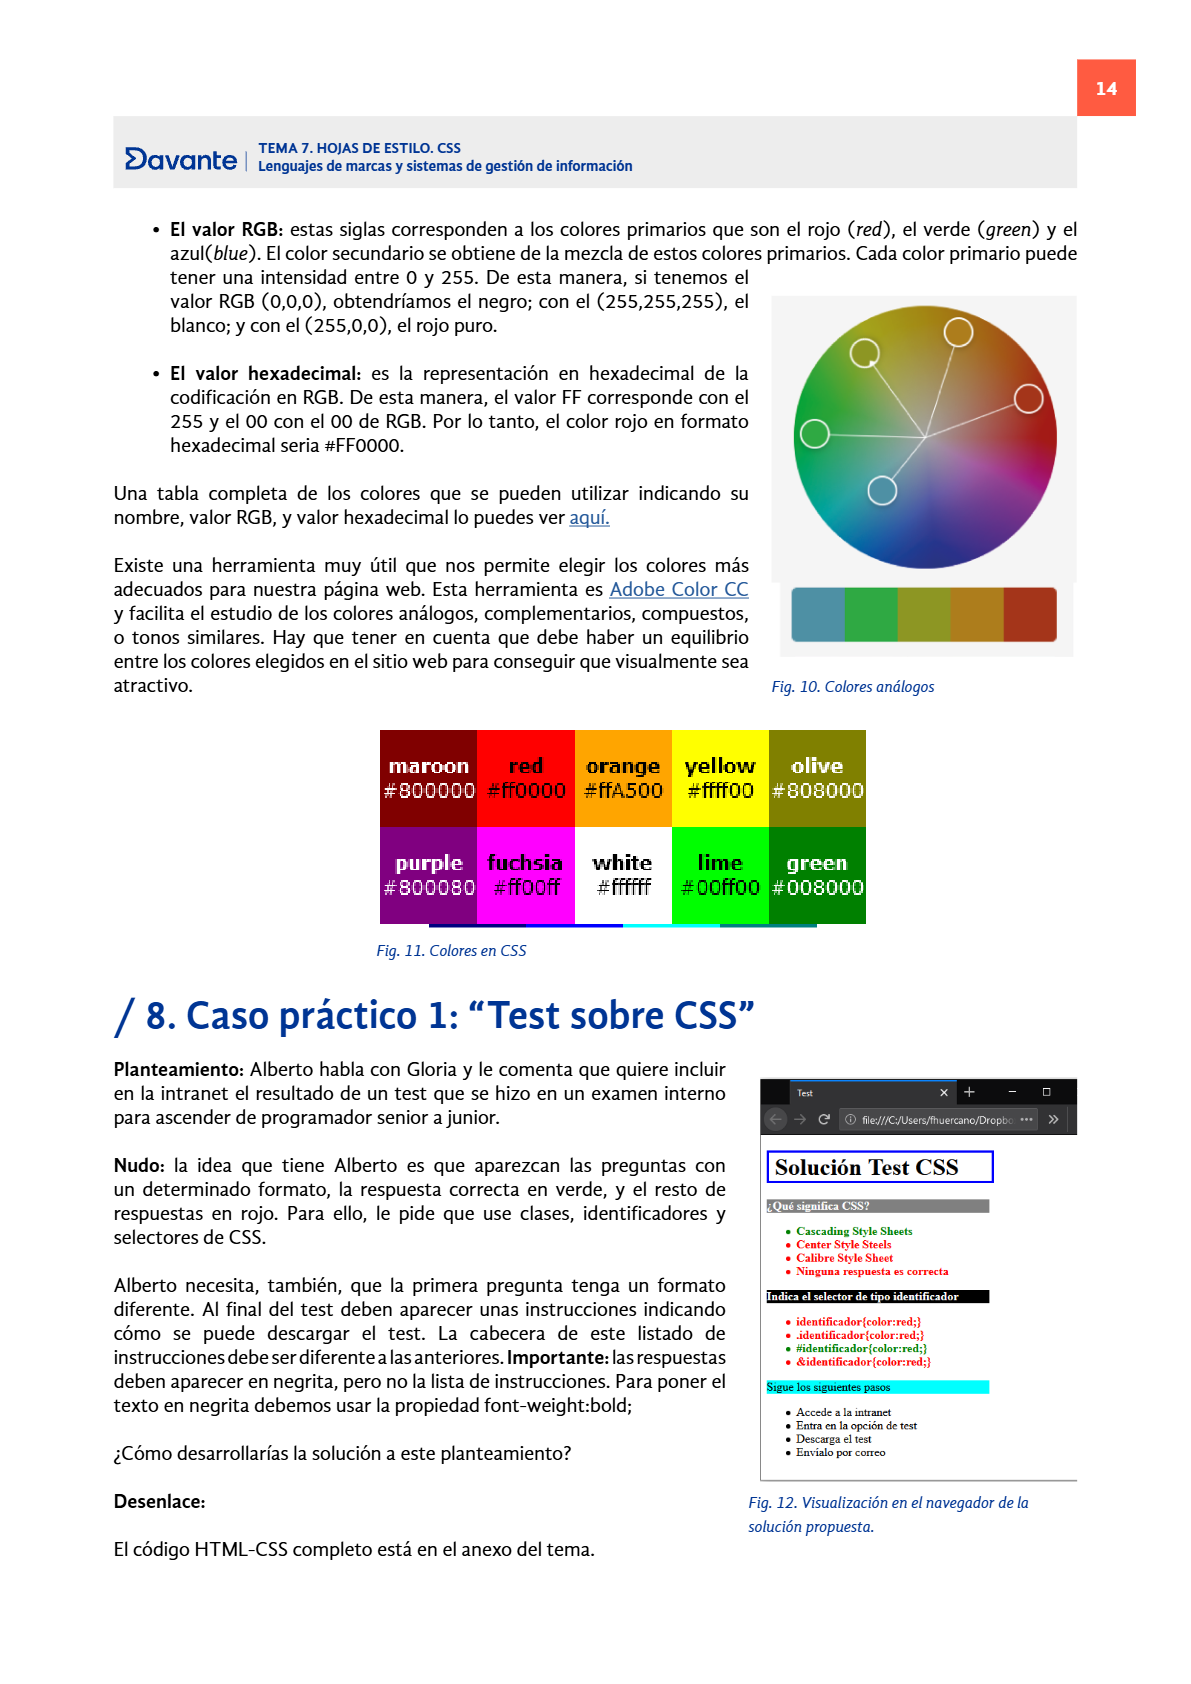 14
Davante
TEMA 7. HOJAS DE ESTILO. CSS
Lenguajes de marcas y sistemas de gestión de información
• El valor RGB: estas siglas corresponden a los colores primarios que son el rojo (red), el verde (green) y el
azul(blue). El color secundario se obtiene de la mezcla de estos colores primarios. Cada color primario puede
tener una intensidad entre 0 y 255. De esta manera, si tenemos el
valor RGB (0,0,0), obtendríamos el negro; con el (255,255,255), el
blanco; y con el (255,0,0), el rojo puro.
• El valor hexadecimal: es la representación en hexadecimal de la
codificación en RGB. De esta manera, el valor FF corresponde con el
255 y el 00 con el 00 de RGB. Por lo tanto, el color rojo en formato
hexadecimal seria #FF0000.
Una tabla completa de los colores que se pueden utilizar indicando su
nombre, valor RGB, y valor hexadecimal lo puedes ver aquí.
Existe una herramienta muy útil que nos permite elegir los colores más
adecuados para nuestra página web. Esta herramienta es Adobe Color CC
y facilita el estudio de los colores análogos, complementarios, compuestos,
o tonos similares. Hay que tener en cuenta que debe haber un equilibrio
entre los colores elegidos en el sitio web para conseguir que visualmente sea
atractivo.
Fig. 10. Colores análogos
maroon red orange yellow olive
#800000 #ff0000 #ffA500 #ffff00 #808000
purple fuchsia white lime green
#800080 #ff00ff #ffffff #00ff00 #008000
Fig. 11. Colores en CSS
/ 8. Caso práctico 1: “Test sobre CSS”
Planteamiento: Alberto habla con Gloria y le comenta que quiere incluir
en la intranet el resultado de un test que se hizo en un examen interno
para ascender de programador senior a junior.
Nudo: la idea que tiene Alberto es que aparezcan las preguntas con
un determinado formato, la respuesta correcta en verde, y el resto de
respuestas en rojo. Para ello, le pide que use clases, identificadores y
selectores de CSS.
Alberto necesita, también, que la primera pregunta tenga un formato
diferente. Al final del test deben aparecer unas instrucciones indicando
cómo se puede descargar el test. La cabecera de este listado de
instrucciones debe ser diferente a las anteriores. Importante: las respuestas
deben aparecer en negrita, pero no la lista de instrucciones. Para poner el
texto en negrita debemos usar la propiedad font-weight:bold;
¿Cómo desarrollarías la solución a este planteamiento?
Desenlace:
El código HTML-CSS completo está en el anexo del tema.
Test
file:///C:/Users/fhuercano/Dropbo
Solución Test CSS
¿Qué significa CSS?
• Cascading Style Sheets
• Center Style Steels
• Calibre Style Sheet
• Ninguna respuesta es correcta
Indica el selector de tipo identificador
• identificador{color:red;}
• .identificador{color:red;}
• #identificador{color:red;}
• &identificador{color:red;}
Sigue los siguientes pasos
• Accede a la intranet
• Entra en la opción de test
• Descarga el test
• Envialo por correo
Fig. 12. Visualización en el navegador de la
solución propuesta.